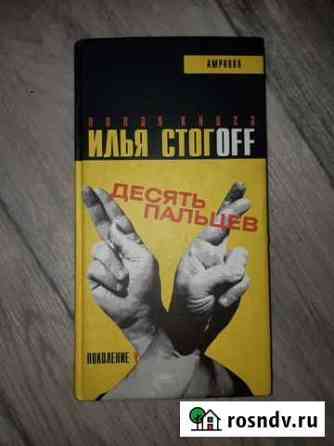 АМФОРА
новая книга
ИЛЬЯ СТОГOFF
ДЕСЯТЬ
ПАЛЬЦЕВ
ПОКОЛЕНИЕ Y
rosndv.ru